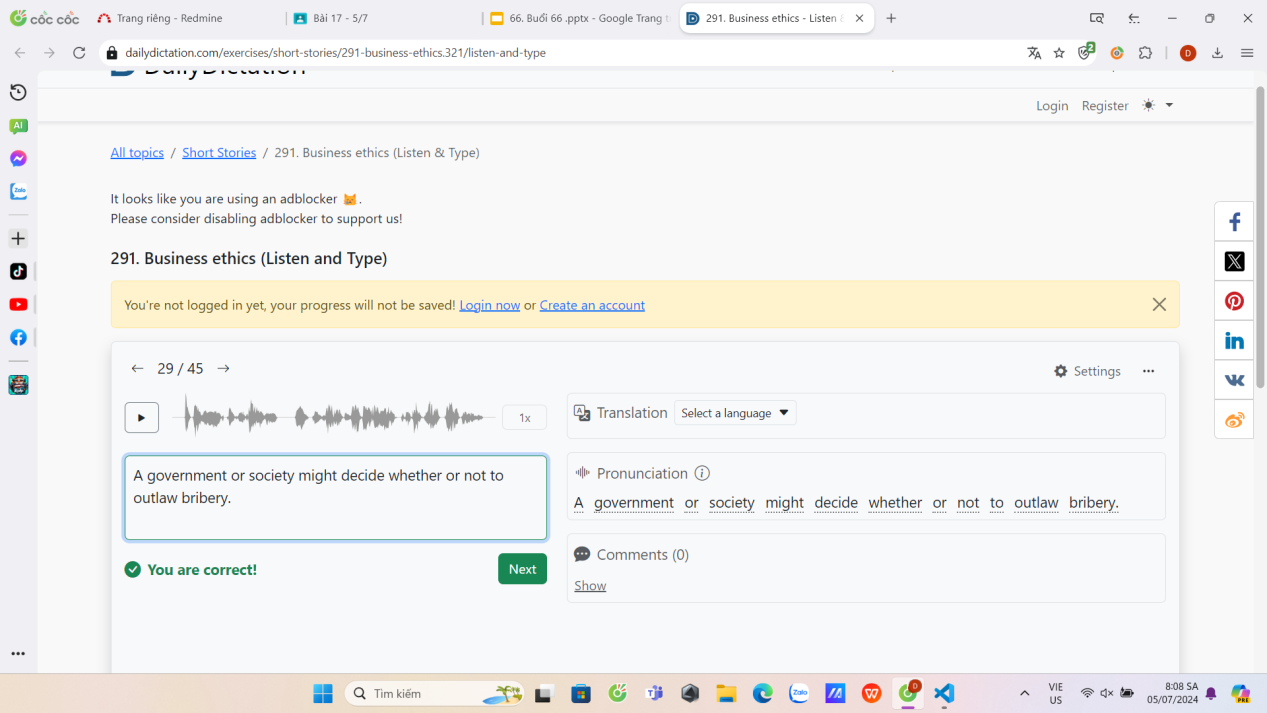 cốc cốc
Trang riêng - Redmine
Bài 17 - 5/7
66. Buổi 66 .pptx - Google Trang t
291. Business ethics - Listen &
dailydictation.com/exercises/short-stories/291-business-ethics.321/listen-and-type
2
D
DailyDictation
Login
Register
AI
Zalo
All topics / Short Stories / 291. Business ethics (Listen & Type)
It looks like you are using an adblocker 😿.
Please consider disabling adblocker to support us!
291. Business ethics (Listen and Type)
You're not logged in yet, your progress will not be saved! Login now or Create an account
29 / 45
Settings
1x
Translation
Select a language
A government or society might decide whether or not to
outlaw bribery.
Pronunciation
A government or society might decide whether or not to outlaw bribery.
You are correct!
Next
Comments (0)
Show
Tìm kiếm
Zalo
D
VIE
US
8:08 SA
05/07/2024
PRE